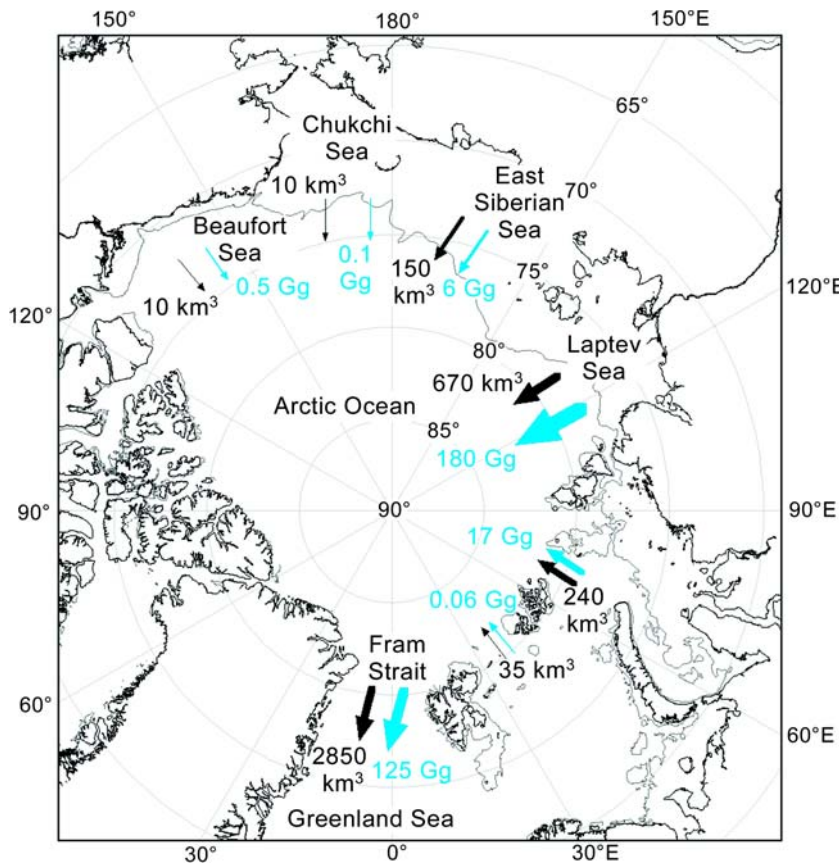 150°
180°
150°E
65°
Chukchi
Sea
10 km³
East
Siberian
Sea
70°
Beaufort
Sea
0.1
Gg
150
km³
6 Gg
75°
0.5 Gg
10 km³
120°E
120°
80°
Laptev
Sea
670 km³
Arctic Ocean
85°
180 Gg
90°
90°
90°E
17 Gg
0.06 Gg
240
km³
Fram
Strait
35 km³
60°
60°E
2850
km³
125 Gg
Greenland Sea
30°
0°
30°E